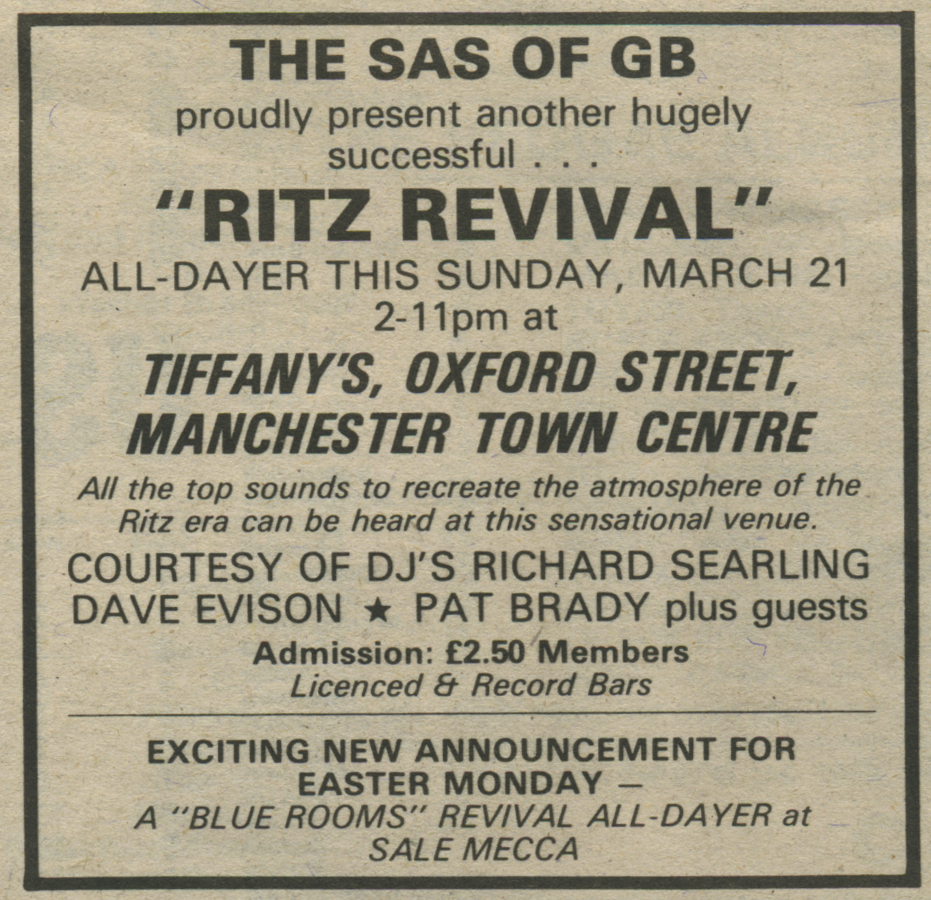 THE SAS OF GB
proudly present another hugely
successful . . .
"RITZ REVIVAL"
ALL-DAYER THIS SUNDAY, MARCH 21
2-11pm at
TIFFANY'S, OXFORD STREET,
MANCHESTER TOWN CENTRE
All the top sounds to recreate the atmosphere of the
Ritz era can be heard at this sensational venue.
COURTESY OF DJ'S RICHARD SEARLING
DAVE EVISON ★ PAT BRADY plus guests
Admission: £2.50 Members
Licenced & Record Bars
EXCITING NEW ANNOUNCEMENT FOR
EASTER MONDAY —
A "BLUE ROOMS" REVIVAL ALL-DAYER at
SALE MECCA